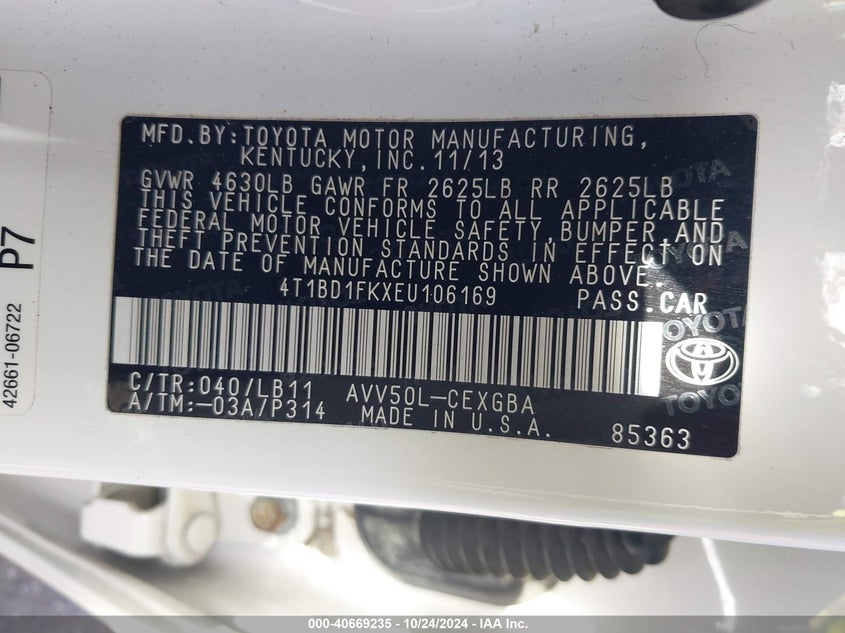 MFD.BY:TOYOTA MOTOR MANUFACTURING,
KENTUCKY,INC.11/13
GVWR 4630LB GAWR FR 2625LB RR 2625LB
THIS VEHICLE CONFORMS TO ALL APPLICABLE
FEDERAL MOTOR VEHICLE SAFETY,BUMPER,AND
THEFT PREVENTION STANDARDS IN EFFECT ON
THE DATE OF MANUFACTURE SHOWN ABOVE.
4T1BD1FKXEU106169 PASS.CAR
C/TR:040/LB11 AVV50L-CEXGBA
A/TM:-03A/P314 MADE IN U.S.A.
85363
TOYOTA
TOYOTA
42661-06722
P7
000-40669235 - 10/24/2024 - IAA